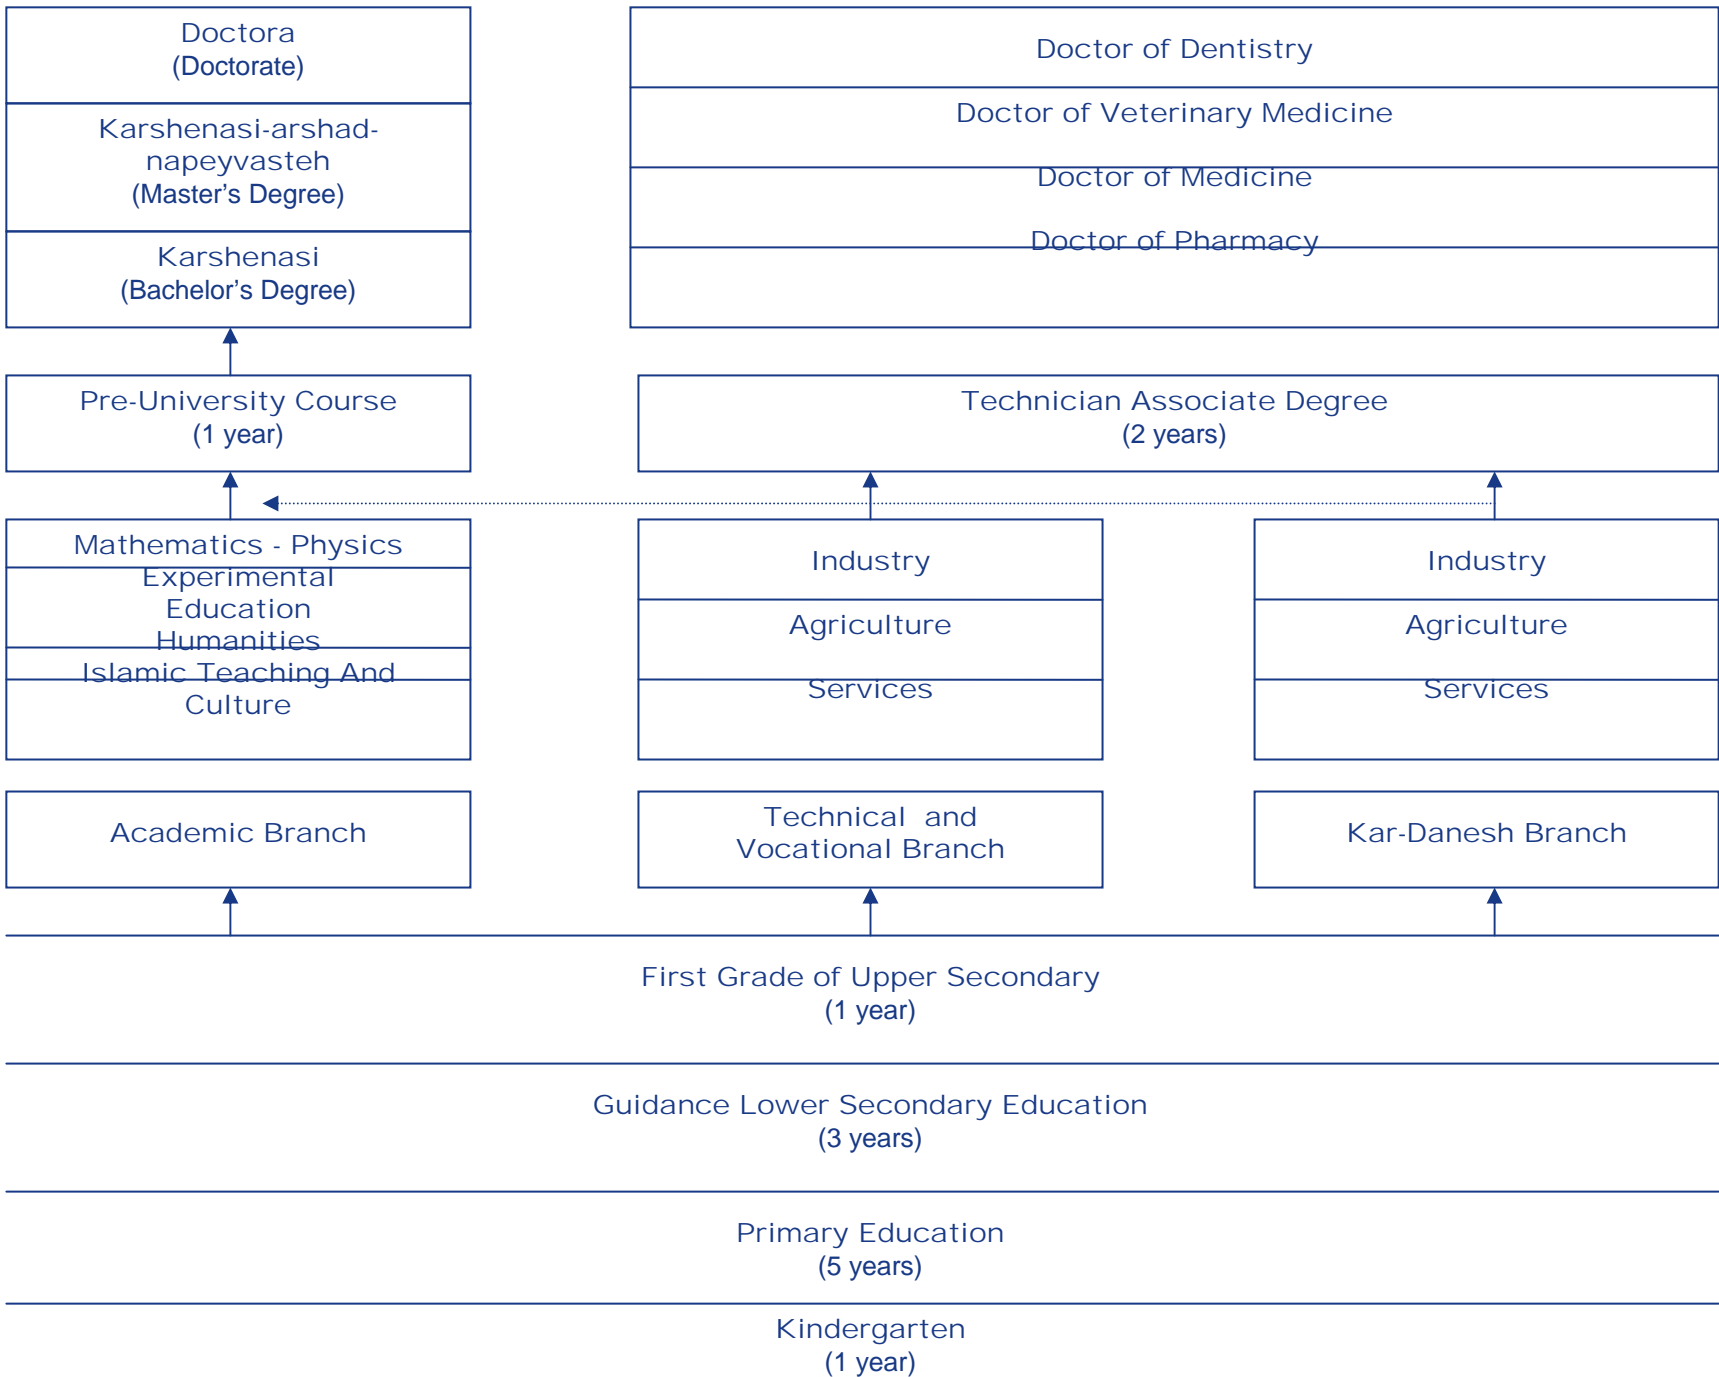 Doctora
(Doctorate)
Karshenasi-arshad-
napeyvasteh
(Master’s Degree)
Karshenasi
(Bachelor’s Degree)
Doctor of Dentistry
Doctor of Veterinary Medicine
Doctor of Medicine
Doctor of Pharmacy
Pre-University Course
(1 year)
Technician Associate Degree
(2 years)
Mathematics - Physics
Experimental
Education
Humanities
Islamic Teaching And
Culture
Industry
Agriculture
Services
Industry
Agriculture
Services
Academic Branch
Technical and
Vocational Branch
Kar-Danesh Branch
First Grade of Upper Secondary
(1 year)
Guidance Lower Secondary Education
(3 years)
Primary Education
(5 years)
Kindergarten
(1 year)